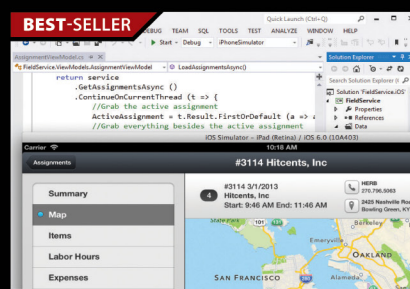 BEST-SELLER
Quick Launch (Ctrl+Q)
DEBUG TEAM SQL TOOLS TEST ANALYZE WINDOW HELP
Start - Debug - iPhoneSimulator
AssignmentViewModel.cs
FieldService.ViewModels.AssignmentViewModel
LoadAssignmentsAsync()
Solution Explorer
Search Solution Explorer (
Solution 'FieldService.iOS'
FieldService
Properties
References
Data
return service
.GetAssignmentsAsync ()
.ContinueOnCurrentThread (t => {
//Grab the active assignment
ActiveAssignment = t.Result.FirstOrDefault (a =>
//Grab everything besides the active assignment
iOS Simulator - iPad (Retina) / iOS 6.0 (10A403)
Carrier
10:18 AM
Assignments
#3114 Hitcents, Inc
Summary
Map
Items
Labor Hours
Expenses
4
#3114 3/1/2013
Hitcents, Inc
Start: 9:46 AM End: 11:46 AM
HERB
270.796.5063
2425 Nashville Roa
Bowling Green, KY
State Park
101
Berkeley
Emeryville
OAKLAND
SAN FRANCISCO
Alameda